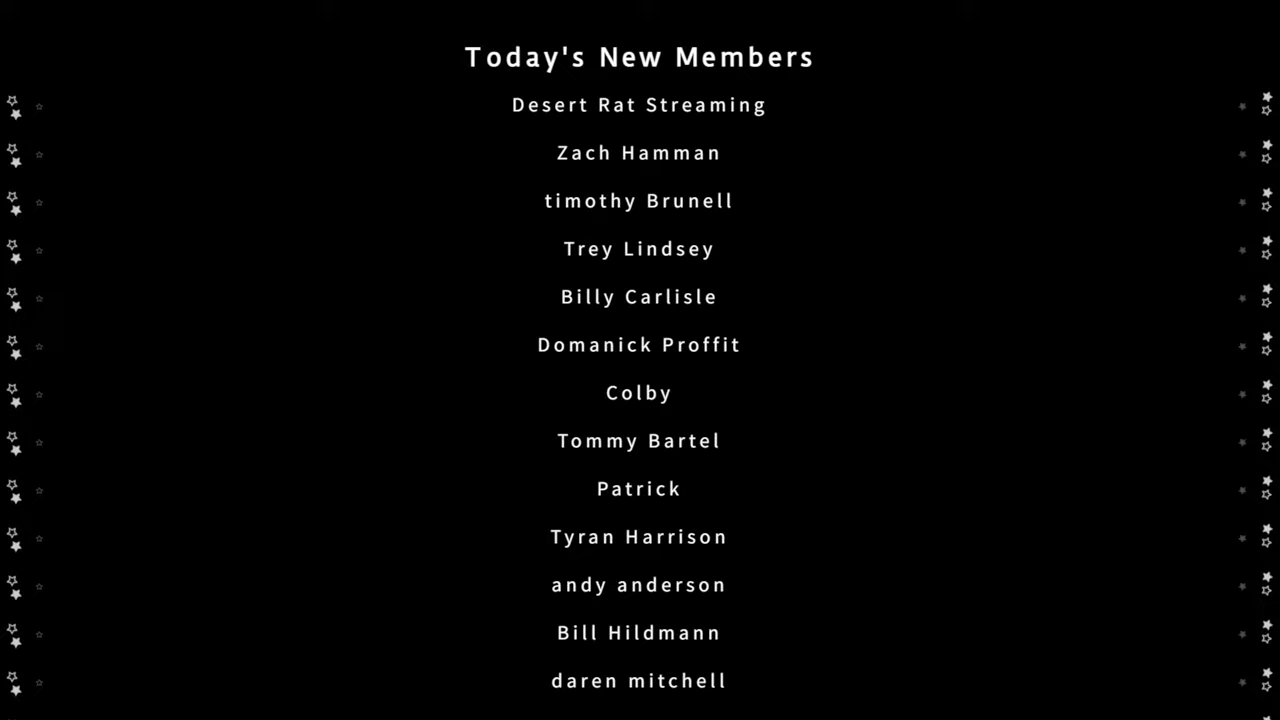 Today's New Members
Desert Rat Streaming
Zach Hamman
timothy Brunell
Trey Lindsey
Billy Carlisle
Domanick Proffit
Colby
Tommy Bartel
Patrick
Tyran Harrison
andy anderson
Bill Hildmann
daren mitchell